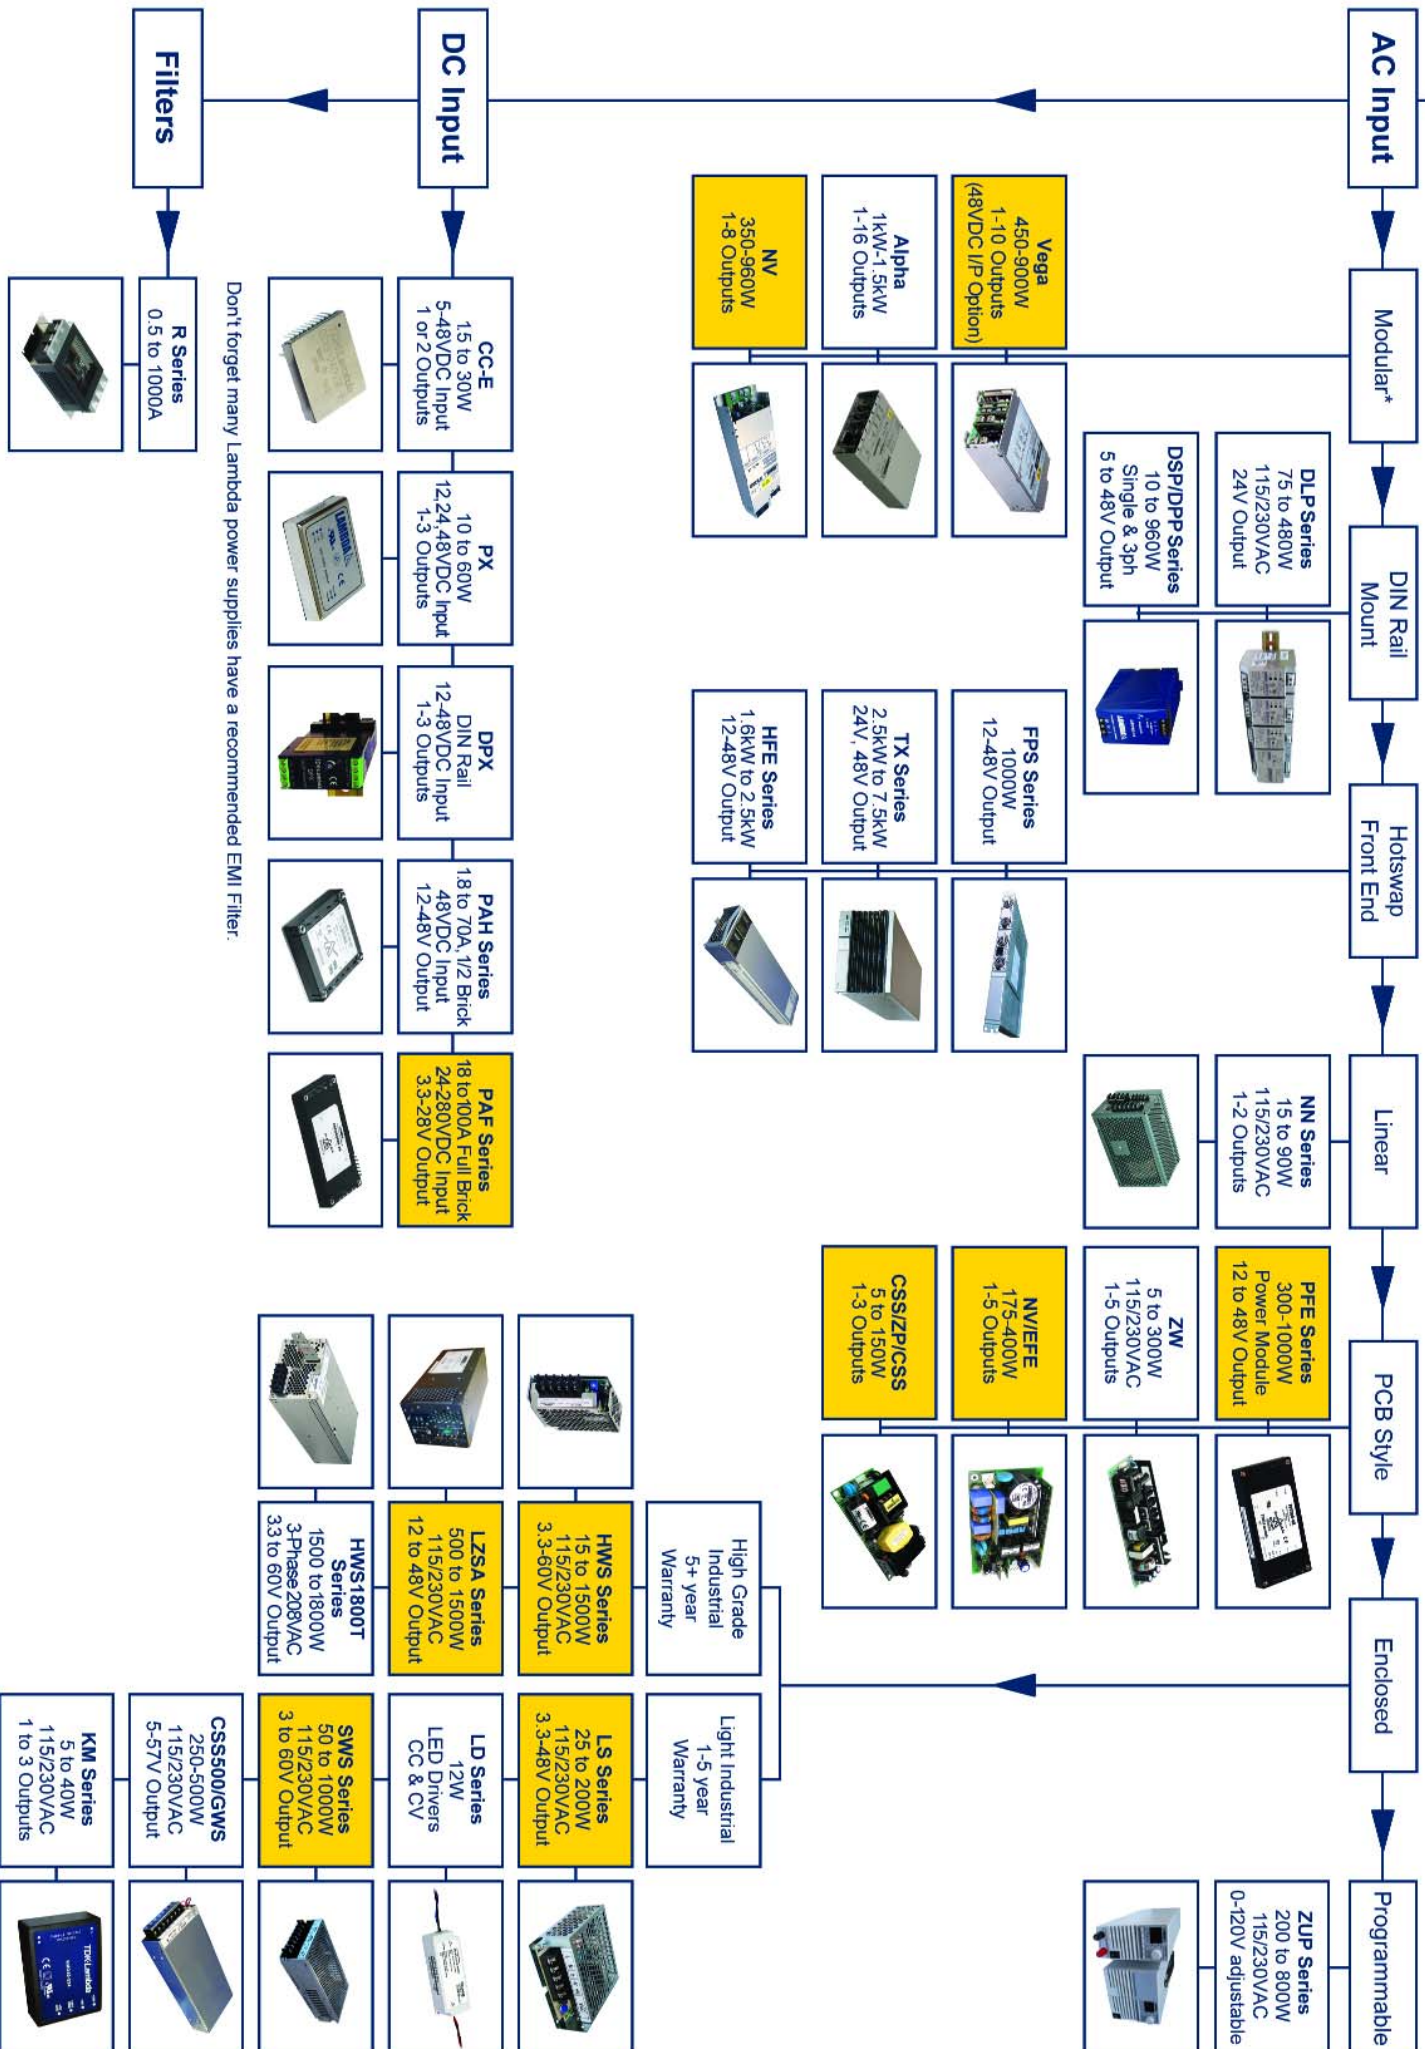 AC Input
Modular*
DIN Rail
Mount
Hotswap
Front End
Linear
PCB Style
Enclosed
Programmable
Vega
450-900W
1-10 Outputs
(48VDC I/P Option)
Alpha
1kW-1.5kW
1-16 Outputs
NV
350-960W
1-8 Outputs
DLP Series
75 to 480W
115/230VAC
24V Output
DSP/DPP Series
10 to 960W
Single & 3ph
5 to 48V Output
FPS Series
1000W
12-48V Output
TX Series
2.5kW to 7.5kW
24V, 48V Output
HFE Series
1.6kW to 2.5kW
12-48V Output
NN Series
15 to 90W
115/230VAC
1-2 Outputs
PFE Series
300-1000W
Power Module
12 to 48V Output
ZW
5 to 300W
115/230VAC
1-5 Outputs
NV/EFE
175-400W
1-5 Outputs
CSS/ZP/CSS
5 to 150W
1-3 Outputs
ZUP Series
200 to 800W
115/230VAC
0-120V adjustable
High Grade
Industrial
5+ year
Warranty
Light Industrial
1-5 year
Warranty
HWS Series
15 to 1500W
115/230VAC
3.3-60V Output
LZSA Series
500 to 1500W
115/230VAC
12 to 48V Output
HWS1800T
Series
1500 to 1800W
3-Phase 208VAC
3.3 to 60V Output
LS Series
25 to 200W
115/230VAC
3.3-48V Output
LD Series
12W
LED Drivers
CC & CV
SWS Series
50 to 1000W
115/230VAC
3 to 60V Output
CSS500/GWS
250-500W
115/230VAC
5-57V Output
KM Series
5 to 40W
115/230VAC
1 to 3 Outputs
TDK-Lambda
DC Input
CC-E
1.5 to 30W
5-48VDC Input
1 or 2 Outputs
PX
10 to 60W
12,24,48VDC Input
1-3 Outputs
LAMBDA
DPX
DIN Rail
12-48VDC Input
1-3 Outputs
PAH Series
1.8 to 70A, 1/2 Brick
48VDC Input
1.2-48V Output
PAF Series
18 to 100A Full Brick
24-280VDC Input
3.3-28V Output
Don't forget many Lambda power supplies have a recommended EMI Filter.
Filters
R Series
0.5 to 1000A